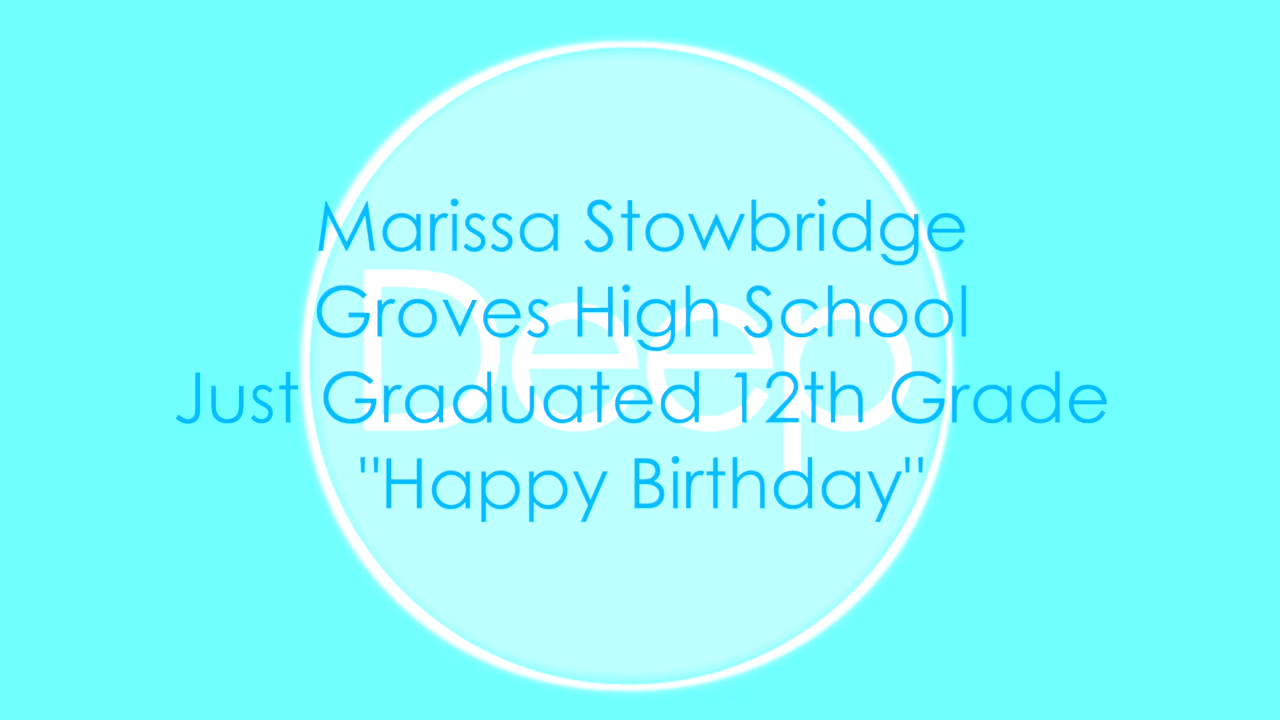 Marissa Stowbridge
Groves High School
Deep
Just Graduated 12th Grade
"Happy Birthday"